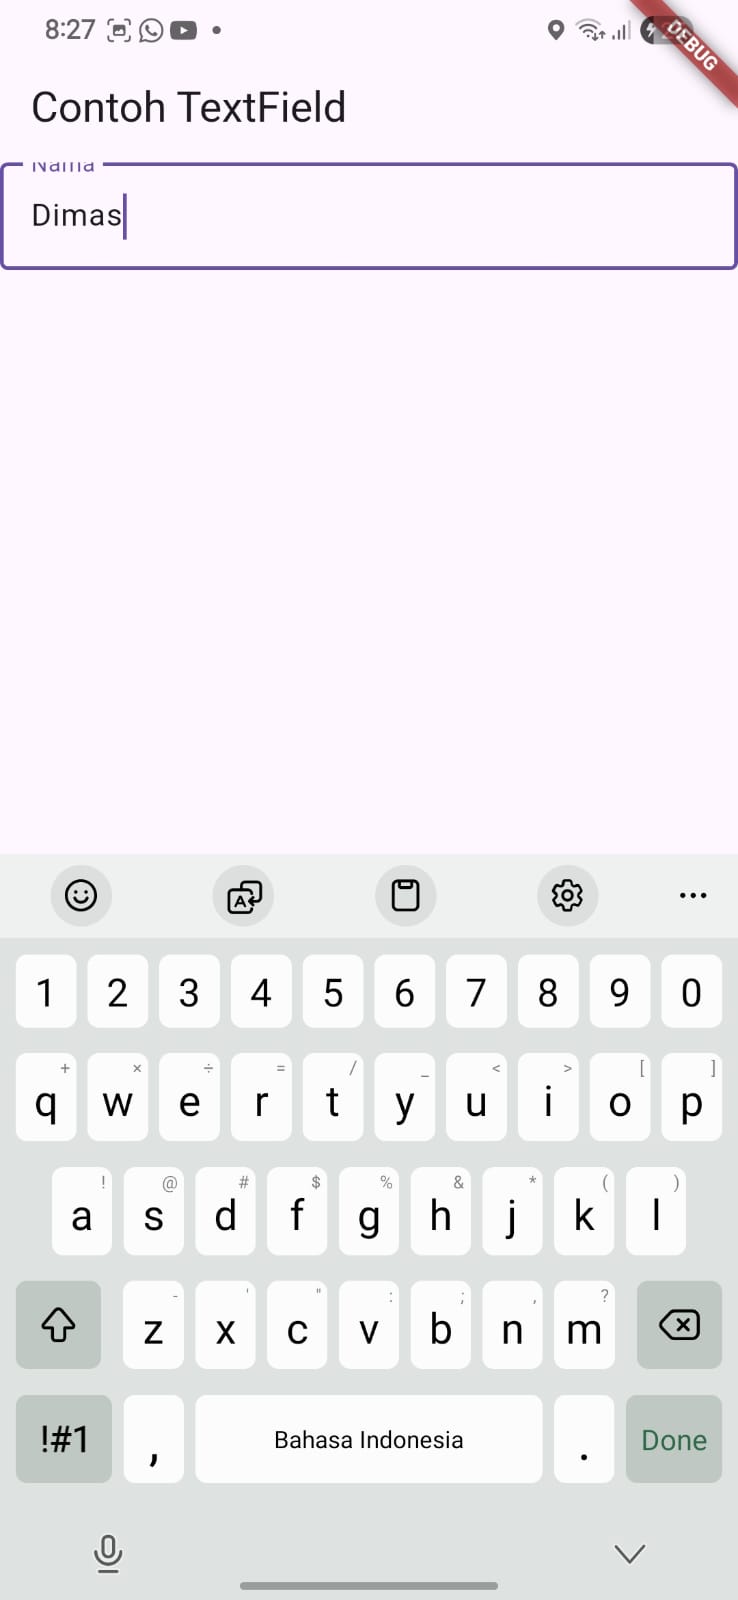 8:27
DEBUG
Contoh TextField
Nama
Dimas
1 2 3 4 5 6 7 8 9 0
+ × ÷ = / _ < > [ ]
q w e r t y u i o p
! @ # $ % & * ( )
a s d f g h j k l
- ' " : ; , ?
z x c v b n m
!#1 , Bahasa Indonesia . Done